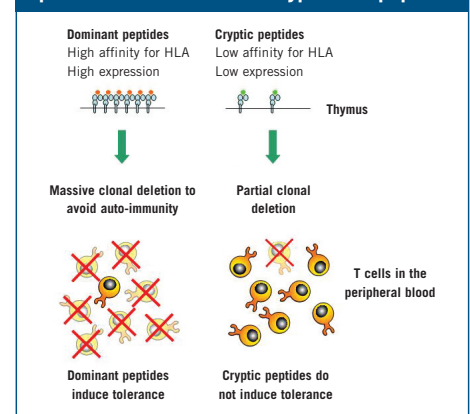 Dominant peptides
High affinity for HLA
High expression
Cryptic peptides
Low affinity for HLA
Low expression
Thymus
Massive clonal deletion to
avoid auto-immunity
Partial clonal
deletion
T cells in the
peripheral blood
Dominant peptides
induce tolerance
Cryptic peptides do
not induce tolerance